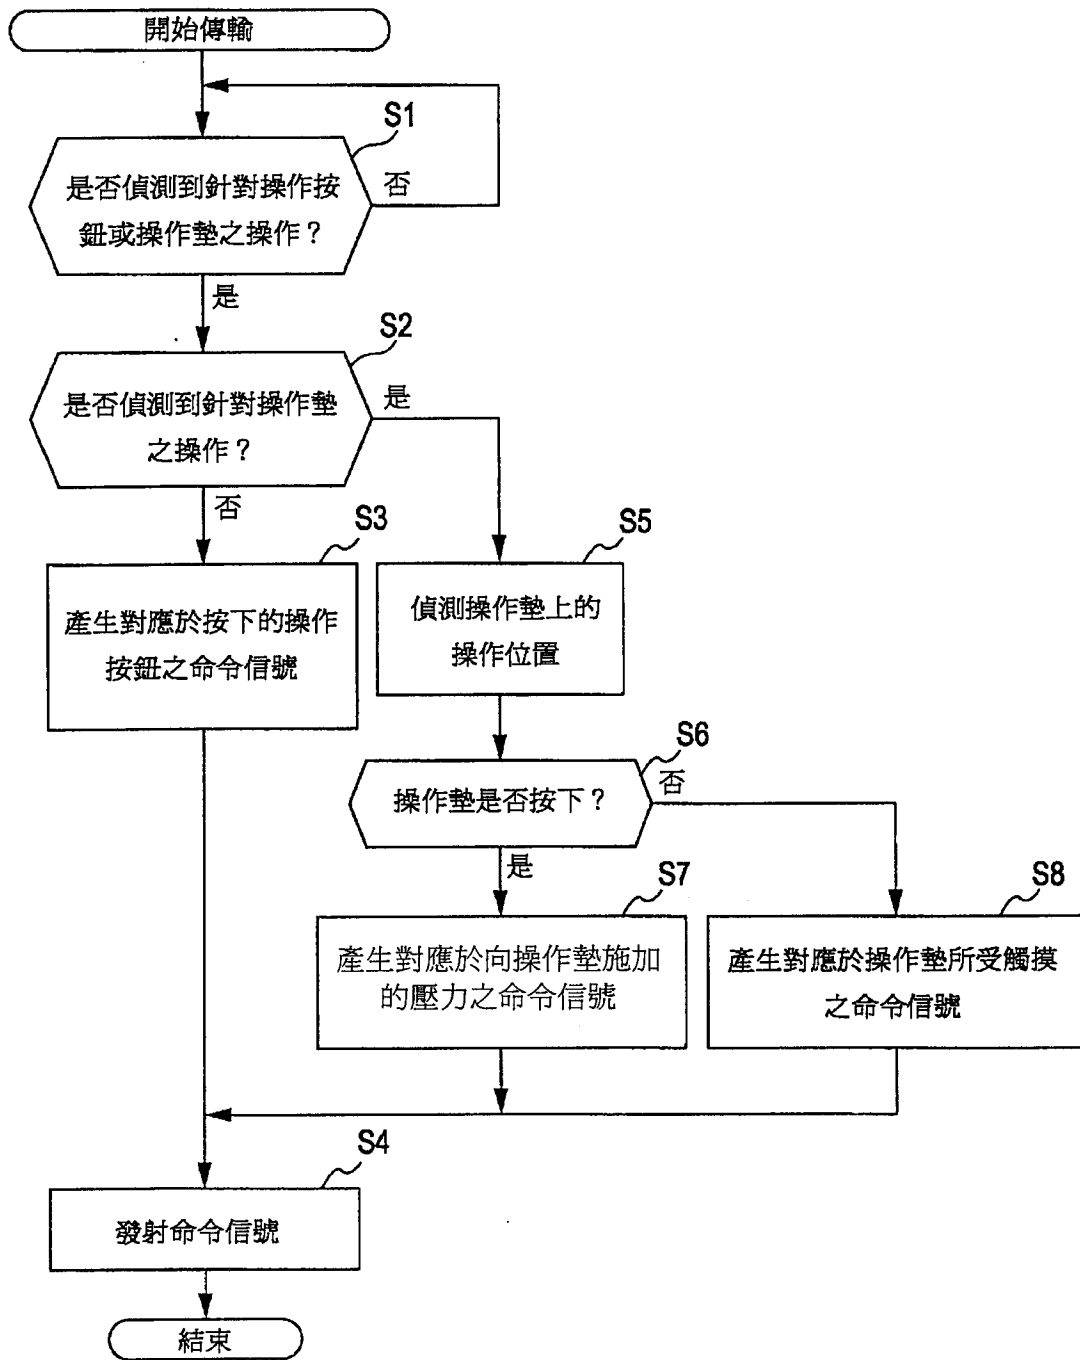 開始傳輸
S1
是否偵測到針對操作按
鈕或操作墊之操作？
否
是
S2
是否偵測到針對操作墊
之操作？
是
否
S3
產生對應於按下的操作
按鈕之命令信號
S5
偵測操作墊上的
操作位置
S6
操作墊是否按下？
否
是
S7
產生對應於向操作墊施加
的壓力之命令信號
S8
產生對應於操作墊所受觸摸
之命令信號
S4
發射命令信號
結束